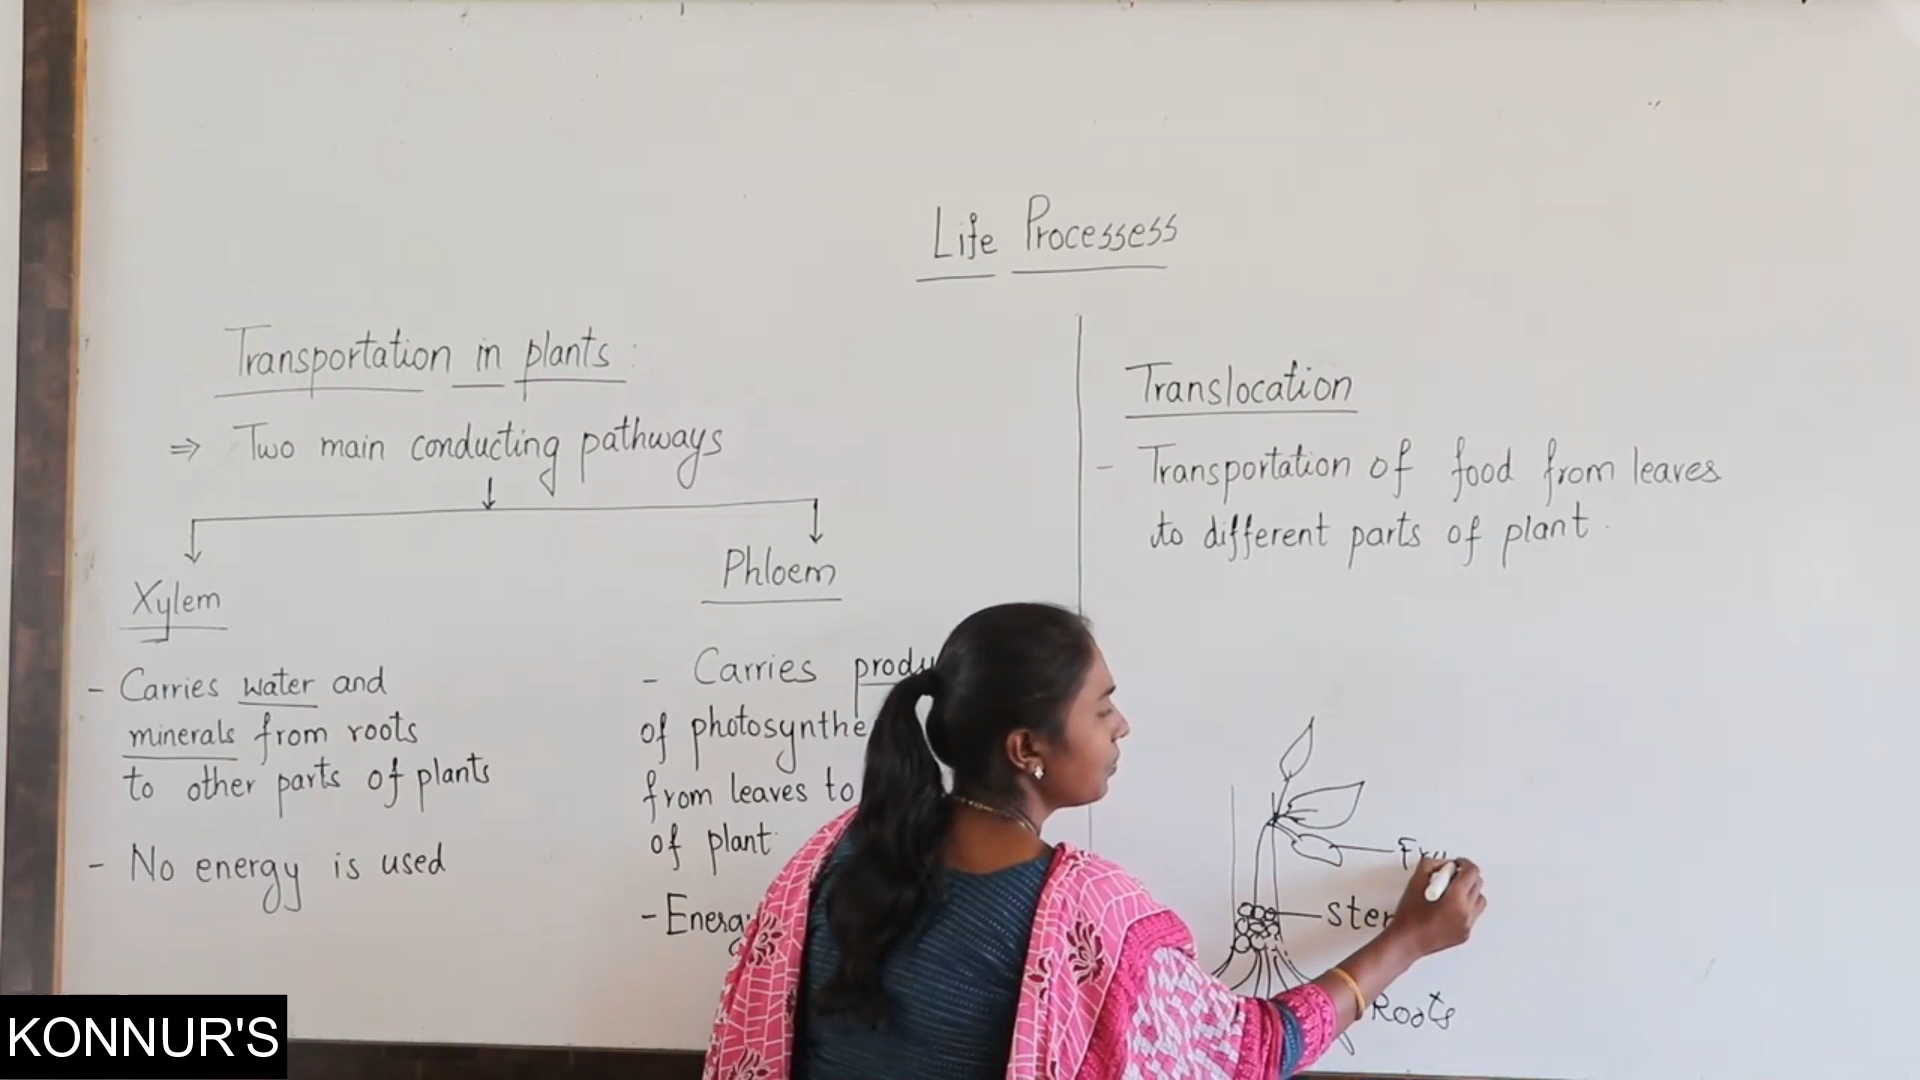 Life Processess
Transportation in plants:
⇒ Two main conducting pathways
Xylem
- Carries water and
minerals from roots
to other parts of plants
- No energy is used
Phloem
- Carries
of
from leaves to
of plant
Translocation
- Transportation of food from leaves
to different parts of plant.
Roots
KONNUR'S